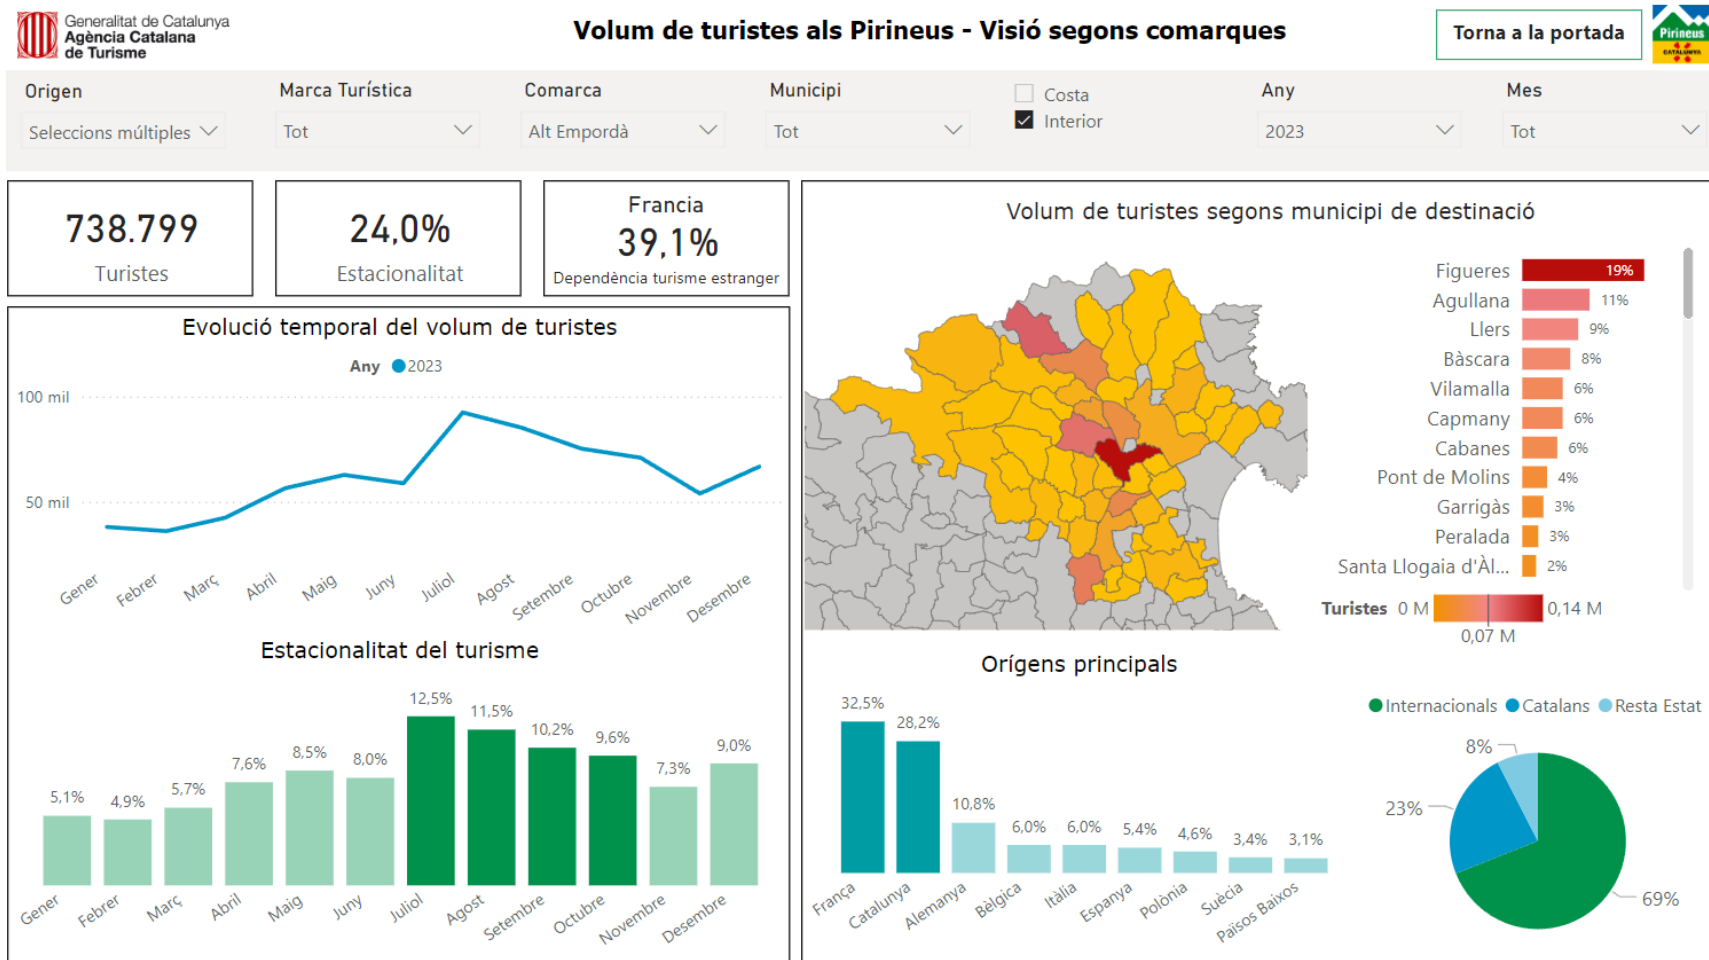 Generalitat de Catalunya
Agència Catalana
de Turisme
Volum de turistes als Pirineus - Visió segons comarques
Torna a la portada
Pirineus
CATALUNYA
Origen
Seleccions múltiples
Marca Turística
Tot
Comarca
Alt Empordà
Municipi
Tot
Costa
Interior
Any
2023
Mes
Tot
738.799
Turistes
24,0%
Estacionalitat
Francia
39,1%
Dependència turisme estranger
Evolució temporal del volum de turistes
Any 2023
100 mil
50 mil
Gener
Febrer
Març
Abril
Maig
Juny
Juliol
Agost
Setembre
Octubre
Novembre
Desembre
Estacionalitat del turisme
5,1%
4,9%
5,7%
7,6%
8,5%
8,0%
12,5%
11,5%
10,2%
9,6%
7,3%
9,0%
Gener
Febrer
Març
Abril
Maig
Juny
Juliol
Agost
Setembre
Octubre
Novembre
Desembre
Volum de turistes segons municipi de destinació
Figueres 19%
Agullana 11%
Llers 9%
Bàscara 8%
Vilamalla 6%
Capmany 6%
Cabanes 6%
Pont de Molins 4%
Garrigàs 3%
Peralada 3%
Santa Llogaia d'Àl... 2%
Turistes 0 M 0,14 M
0,07 M
Orígens principals
32,5%
28,2%
10,8%
6,0%
6,0%
5,4%
4,6%
3,4%
3,1%
França
Catalunya
Alemanya
Bèlgica
Itàlia
Espanya
Polònia
Suècia
Països Baixos
Internacionals Catalans Resta Estat
8%
23%
69%